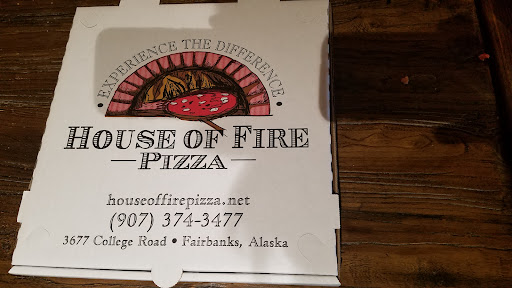 • EXPERIENCE THE DIFFERENCE •
HOUSE OF FIRE
—PIZZA—
houseoffirepizza.net
(907) 374-3477
3677 College Road • Fairbanks, Alaska